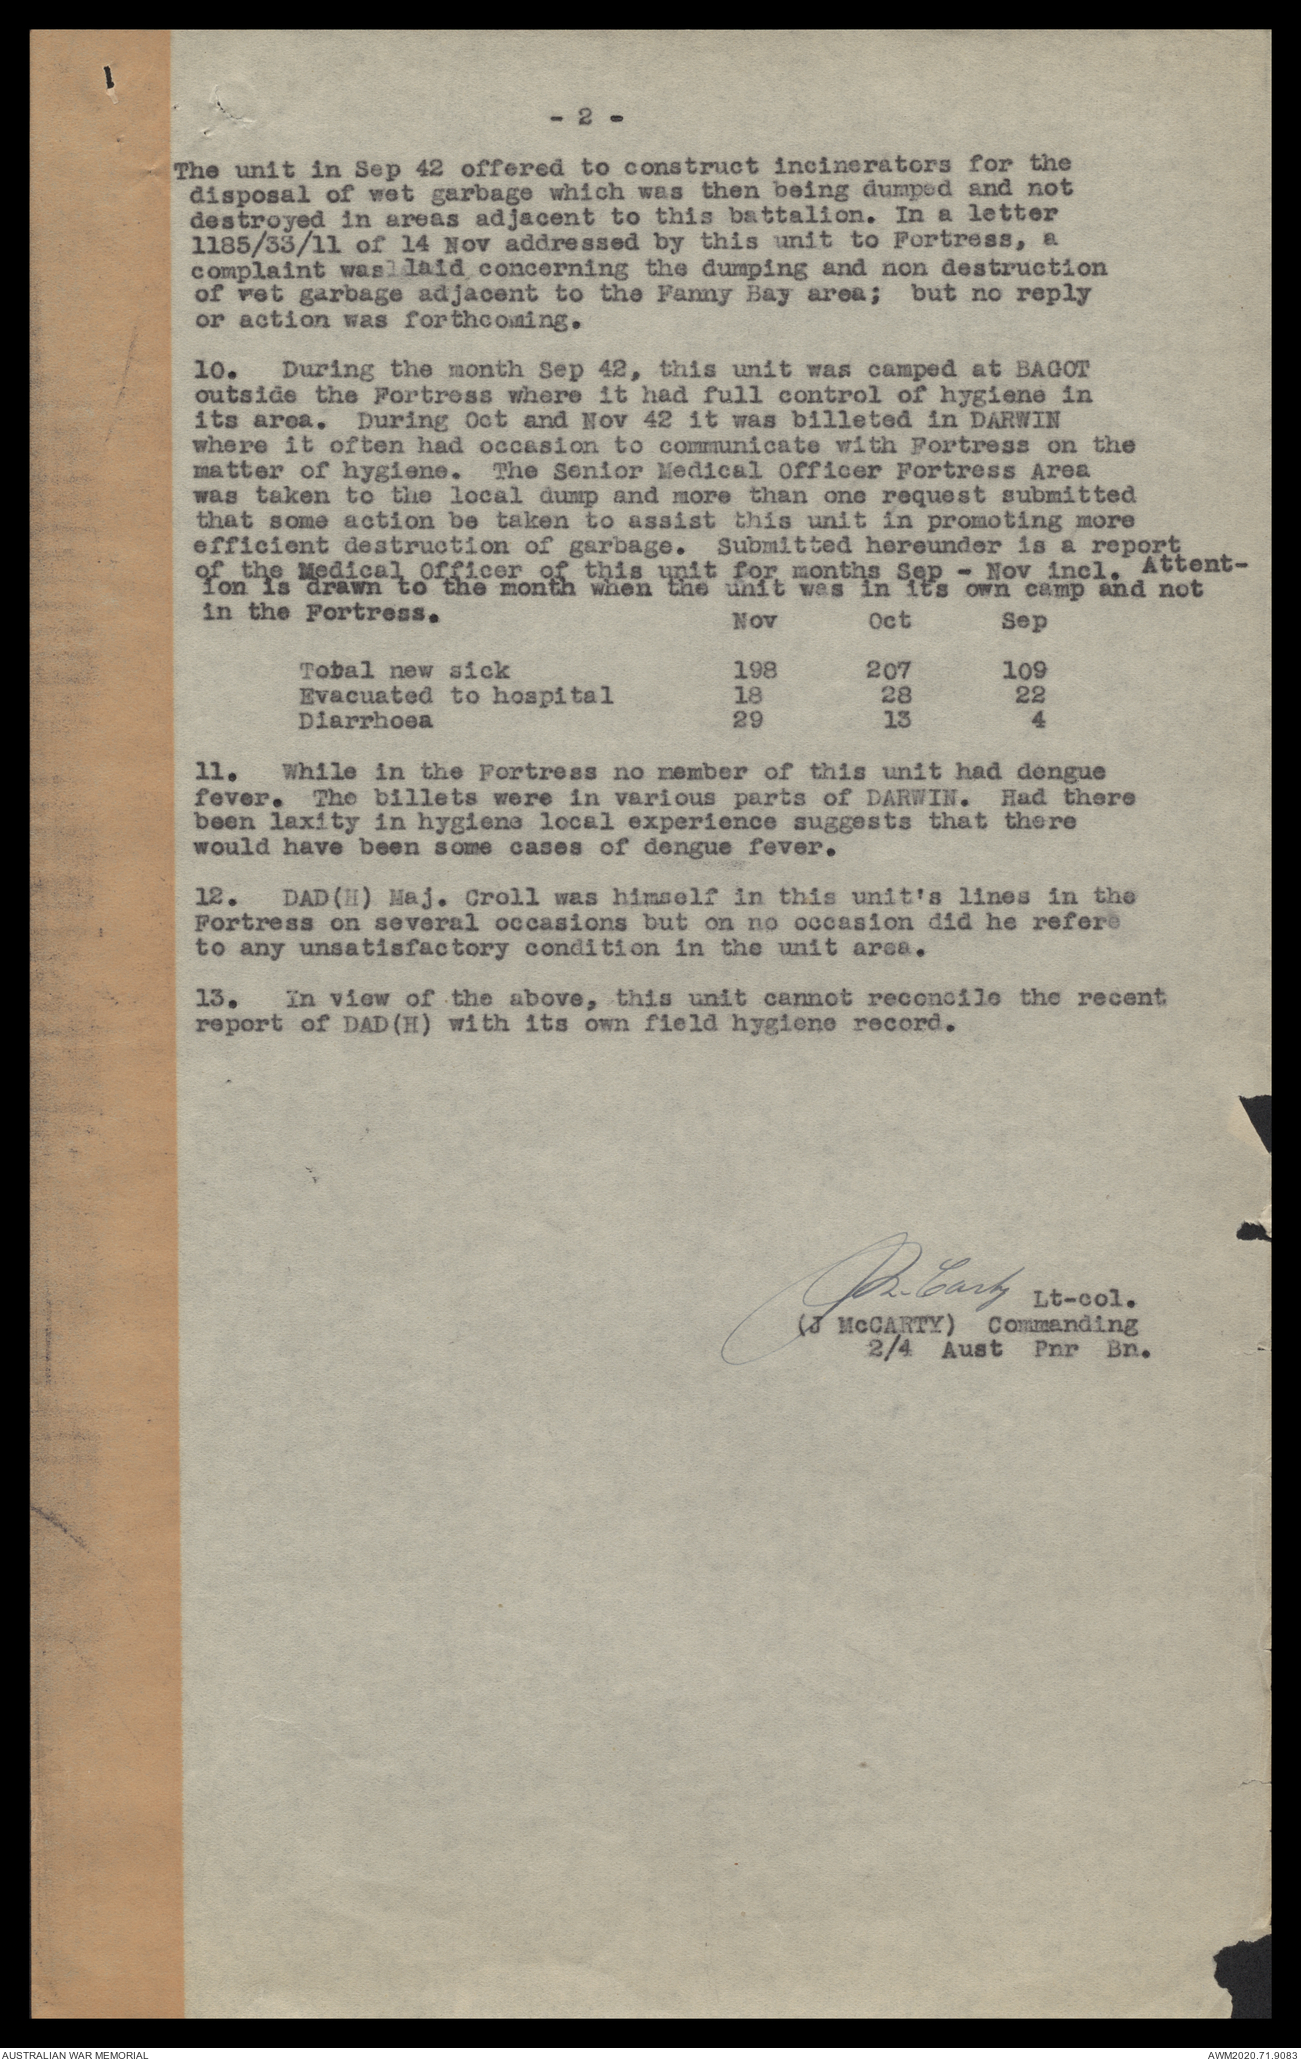 - 2 -
The unit in Sep 42 offered to construct incinerators for the
disposal of wet garbage which was then being dumped and not
destroyed in areas adjacent to this battalion. In a letter
1185/33/11 of 14 Nov addressed by this unit to Fortress, a
complaint was laid concerning the dumping and non destruction
of wet garbage adjacent to the Fanny Bay area; but no reply
or action was forthcoming.
10. During the month Sep 42, this unit was camped at BAGOT
outside the Fortress where it had full control of hygiene in
its area. During Oct and Nov 42 it was billeted in DARWIN
where it often had occasion to communicate with Fortress on the
matter of hygiene. The Senior Medical Officer Fortress Area
was taken to the local dump and more than one request submitted
that some action be taken to assist this unit in promoting more
efficient destruction of garbage. Submitted hereunder is a report
of the Medical Officer of this unit for months Sep - Nov incl. Attent-
ion is drawn to the month when the unit was in its own camp and not
in the Fortress.
Nov Oct Sep
Total new sick 198 207 109
Evacuated to hospital 18 28 22
Diarrhoea 29 13 4
11. While in the Fortress no member of this unit had dengue
fever. The billets were in various parts of DARWIN. Had there
been laxity in hygiene local experience suggests that there
would have been some cases of dengue fever.
12. DAD(H) Maj. Croll was himself in this unit's lines in the
Fortress on several occasions but on no occasion did he refere
to any unsatisfactory condition in the unit area.
13. In view of the above, this unit cannot reconcile the recent
report of DAD(H) with its own field hygiene record.
Lt-col.
(J McCARTY) Commanding
2/4 Aust Pnr Bn.
AUSTRALIAN WAR MEMORIAL
AWM2020.71.9083